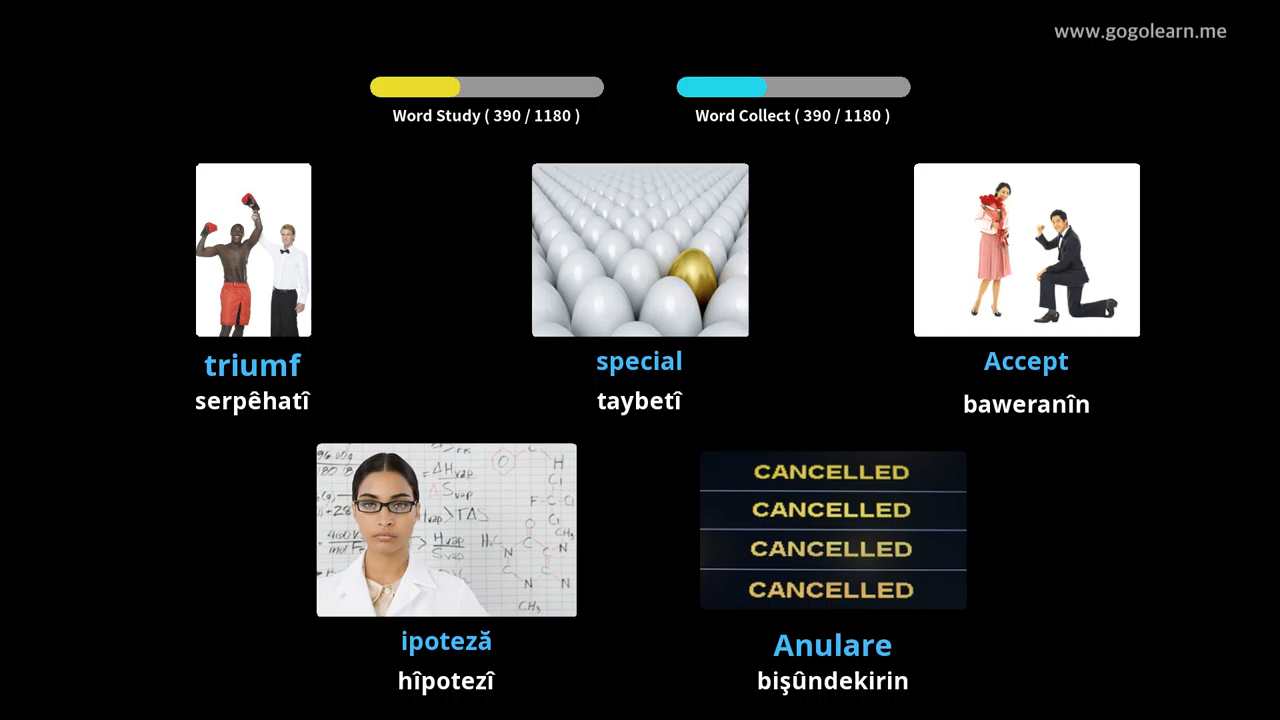 www.gogolearn.me
Word Study ( 390 / 1180 )
Word Collect ( 390 / 1180 )
triumf
serpêhatî
special
taybetî
Accept
baweranîn
CANCELLED
CANCELLED
CANCELLED
CANCELLED
ipoteză
hîpotezî
Anulare
bişûndekirin